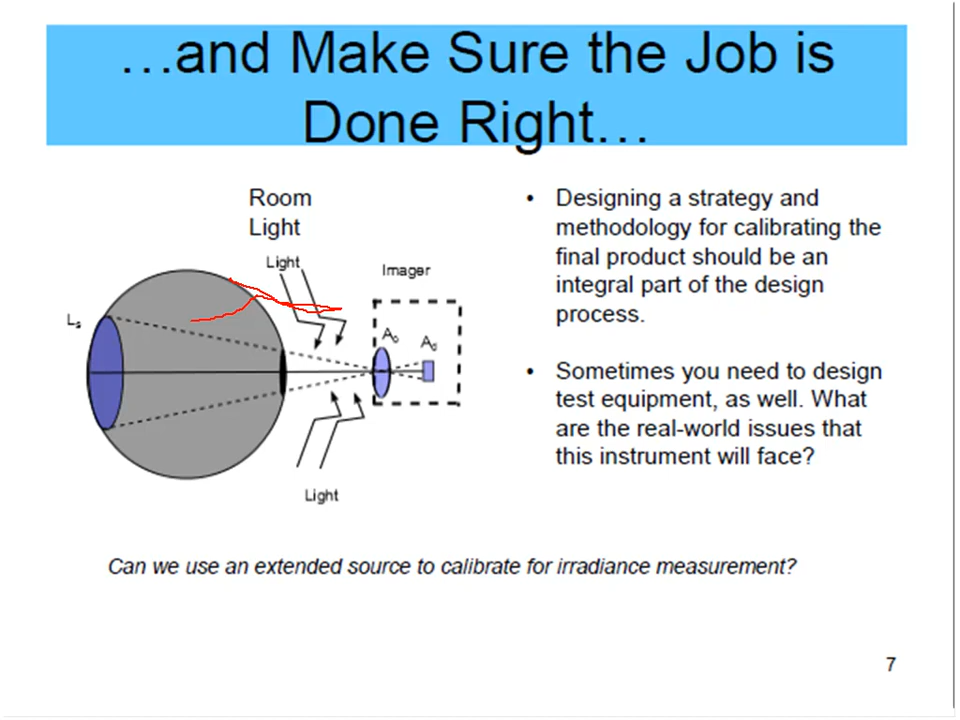 …and Make Sure the Job is
Done Right…
Room
Light
Light
Imager
Ls
Ao
Ad
Light
• Designing a strategy and
methodology for calibrating the
final product should be an
integral part of the design
process.
• Sometimes you need to design
test equipment, as well. What
are the real-world issues that
this instrument will face?
Can we use an extended source to calibrate for irradiance measurement?
7